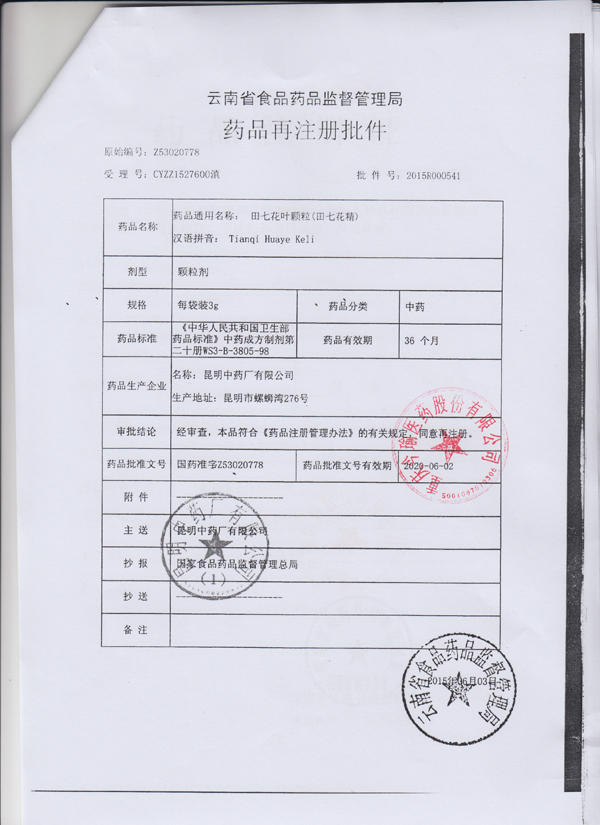 云南省食品药品监督管理局
药品再注册批件
原始编号: Z53020778
受 理 号: CYZZ1527600滇 批 件 号: 2015R000541
药品名称 药品通用名称: 田七花叶颗粒(田七花精)
汉语拼音: Tianqi Huaye Keli
剂型 颗粒剂
规格 每袋装3g 药品分类 中药
药品标准 《中华人民共和国卫生部
药品标准》中药成方制剂第
二十册WS3-B-3805-98
药品有效期 36 个月
药品生产企业 名称: 昆明中药厂有限公司
生产地址: 昆明市螺蛳湾276号
审批结论 经审查, 本品符合《药品注册管理办法》的有关规定, 同意再注册。
药品批准文号 国药准字Z53020778 药品批准文号有效期 2020-06-02
附 件 ------------------
主 送 昆明中药厂有限公司
抄 报 国家食品药品监督管理总局
抄 送 ------------------
备 注
昆明中药厂有限公司
(1)
医药股份有限公司
云南省食品药品监督管理局
2015年06月03日